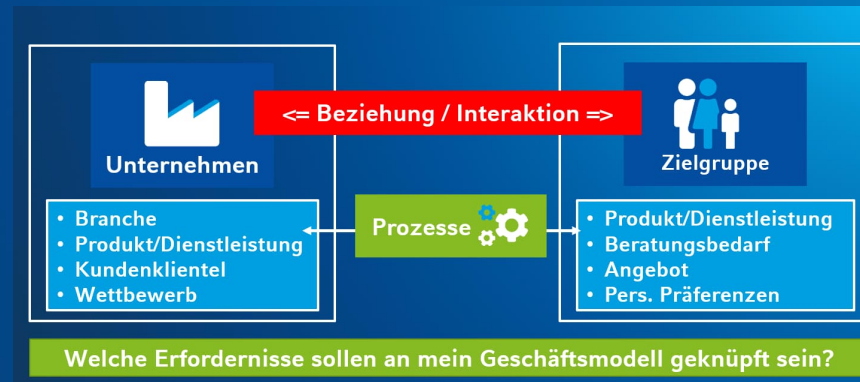 <= Beziehung / Interaktion =>
Unternehmen
Zielgruppe
• Branche
• Produkt/Dienstleistung
• Kundenklientel
• Wettbewerb
Prozesse
• Produkt/Dienstleistung
• Beratungsbedarf
• Angebot
• Pers. Präferenzen
Welche Erfordernisse sollen an mein Geschäftsmodell geknüpft sein?